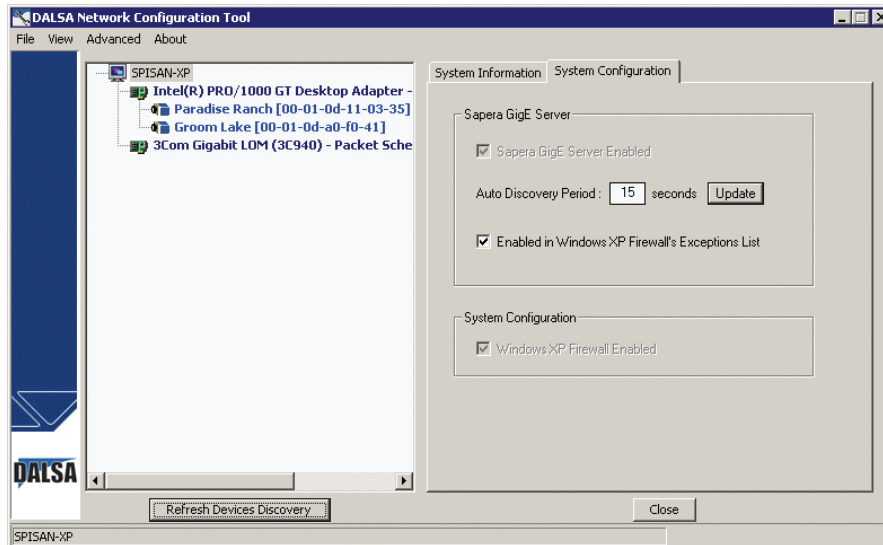 DALSA Network Configuration Tool
File View Advanced About
SPISAN-XP
Intel(R) PRO/1000 GT Desktop Adapter -
Paradise Ranch [00-01-0d-11-03-35]
Groom Lake [00-01-0d-a0-f0-41]
3Com Gigabit LOM (3C940) - Packet Sche
System Information System Configuration
Sapera GigE Server
Sapera GigE Server Enabled
Auto Discovery Period : 15 seconds Update
Enabled in Windows XP Firewall's Exceptions List
System Configuration
Windows XP Firewall Enabled
DALSA
Refresh Devices Discovery
Close
SPISAN-XP